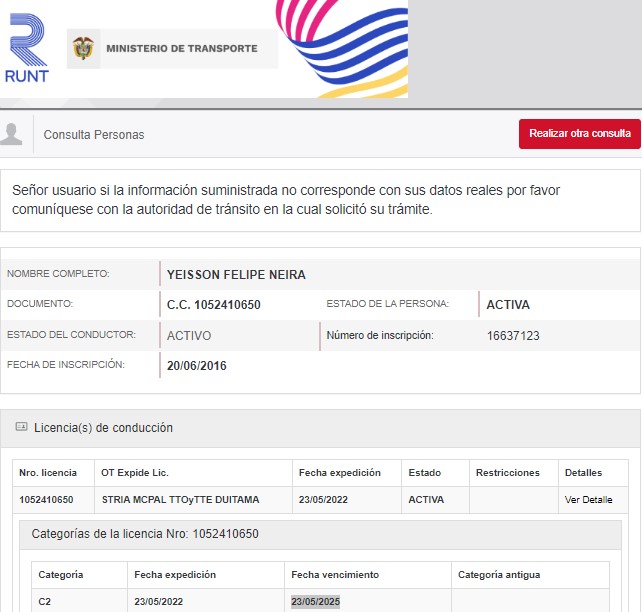 RUNT
MINISTERIO DE TRANSPORTE
Consulta Personas
Realizar otra consulta
Señor usuario si la información suministrada no corresponde con sus datos reales por favor
comuníquese con la autoridad de tránsito en la cual solicitó su trámite.
NOMBRE COMPLETO: YEISSON FELIPE NEIRA
DOCUMENTO: C.C. 1052410650 ESTADO DE LA PERSONA: ACTIVA
ESTADO DEL CONDUCTOR: ACTIVO Número de inscripción: 16637123
FECHA DE INSCRIPCIÓN: 20/06/2016
Licencia(s) de conducción
Nro. licencia OT Expide Lic. Fecha expedición Estado Restricciones Detalles
1052410650 STRIA MCPAL TTOyTTE DUITAMA 23/05/2022 ACTIVA Ver Detalle
Categorías de la licencia Nro: 1052410650
Categoría Fecha expedición Fecha vencimiento Categoría antigua
C2 23/05/2022 23/05/2025